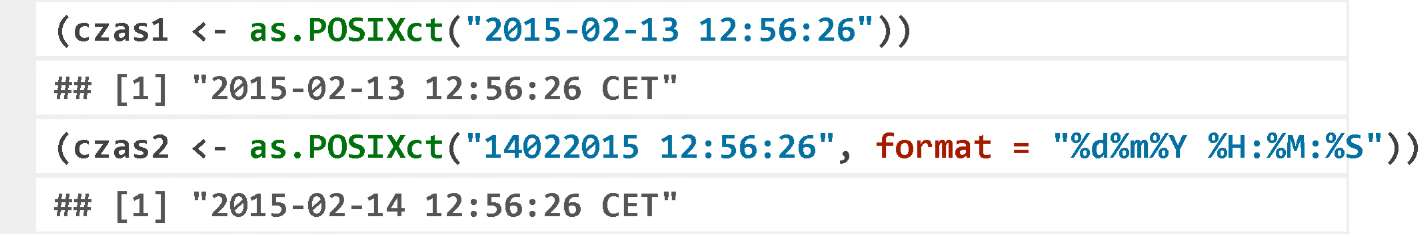 (czas1 <- as.POSIXct("2015-02-13 12:56:26"))
## [1] "2015-02-13 12:56:26 CET"
(czas2 <- as.POSIXct("14022015 12:56:26", format = "%d%m%Y %H:%M:%S"))
## [1] "2015-02-14 12:56:26 CET"